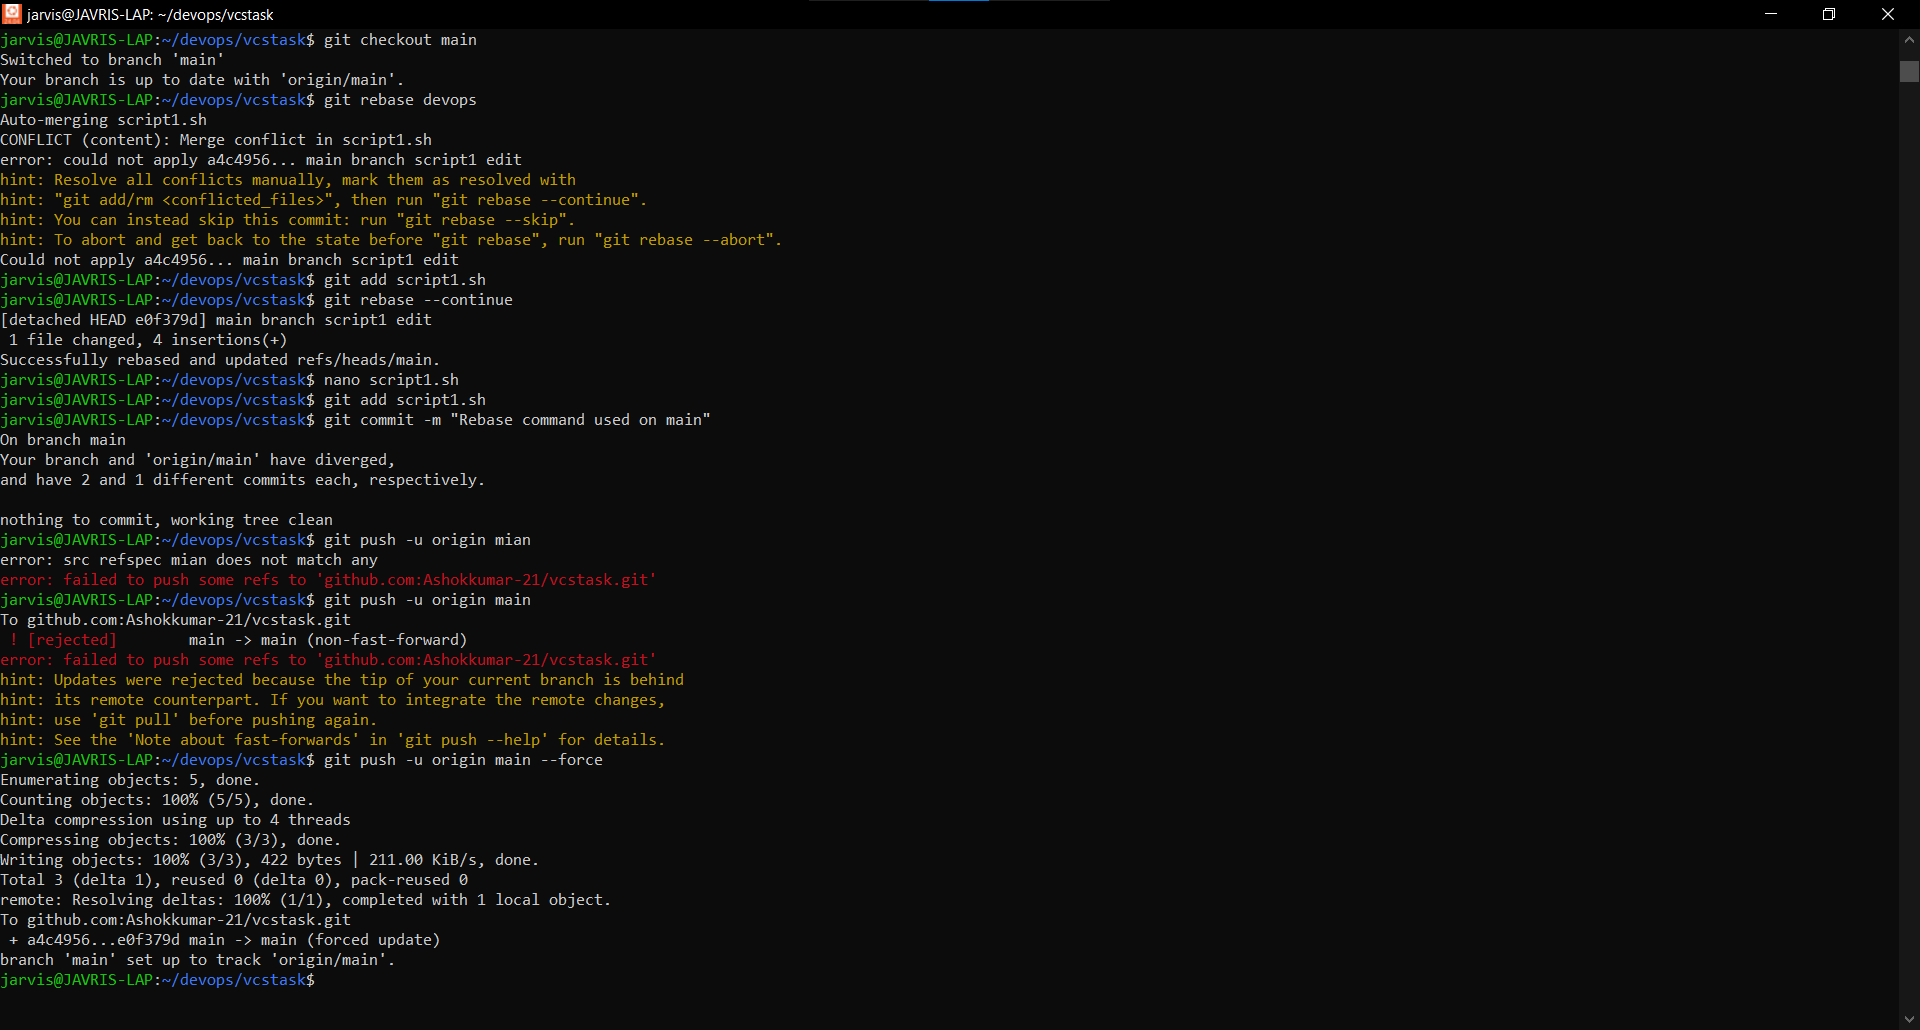 jarvis@JAVRIS-LAP: ~/devops/vcstask
jarvis@JAVRIS-LAP:~/devops/vcstask$ git checkout main
Switched to branch 'main'
Your branch is up to date with 'origin/main'.
jarvis@JAVRIS-LAP:~/devops/vcstask$ git rebase devops
Auto-merging script1.sh
CONFLICT (content): Merge conflict in script1.sh
error: could not apply a4c4956... main branch script1 edit
hint: Resolve all conflicts manually, mark them as resolved with
hint: "git add/rm <conflicted_files>", then run "git rebase --continue".
hint: You can instead skip this commit: run "git rebase --skip".
hint: To abort and get back to the state before "git rebase", run "git rebase --abort".
Could not apply a4c4956... main branch script1 edit
jarvis@JAVRIS-LAP:~/devops/vcstask$ git add script1.sh
jarvis@JAVRIS-LAP:~/devops/vcstask$ git rebase --continue
[detached HEAD e0f379d] main branch script1 edit
 1 file changed, 4 insertions(+)
Successfully rebased and updated refs/heads/main.
jarvis@JAVRIS-LAP:~/devops/vcstask$ nano script1.sh
jarvis@JAVRIS-LAP:~/devops/vcstask$ git add script1.sh
jarvis@JAVRIS-LAP:~/devops/vcstask$ git commit -m "Rebase command used on main"
On branch main
Your branch and 'origin/main' have diverged,
and have 2 and 1 different commits each, respectively.

nothing to commit, working tree clean
jarvis@JAVRIS-LAP:~/devops/vcstask$ git push -u origin mian
error: src refspec mian does not match any
error: failed to push some refs to 'github.com:Ashokkumar-21/vcstask.git'
jarvis@JAVRIS-LAP:~/devops/vcstask$ git push -u origin main
To github.com:Ashokkumar-21/vcstask.git
 ! [rejected]        main -> main (non-fast-forward)
error: failed to push some refs to 'github.com:Ashokkumar-21/vcstask.git'
hint: Updates were rejected because the tip of your current branch is behind
hint: its remote counterpart. If you want to integrate the remote changes,
hint: use 'git pull' before pushing again.
hint: See the 'Note about fast-forwards' in 'git push --help' for details.
jarvis@JAVRIS-LAP:~/devops/vcstask$ git push -u origin main --force
Enumerating objects: 5, done.
Counting objects: 100% (5/5), done.
Delta compression using up to 4 threads
Compressing objects: 100% (3/3), done.
Writing objects: 100% (3/3), 422 bytes | 211.00 KiB/s, done.
Total 3 (delta 1), reused 0 (delta 0), pack-reused 0
remote: Resolving deltas: 100% (1/1), completed with 1 local object.
To github.com:Ashokkumar-21/vcstask.git
 + a4c4956...e0f379d main -> main (forced update)
branch 'main' set up to track 'origin/main'.
jarvis@JAVRIS-LAP:~/devops/vcstask$